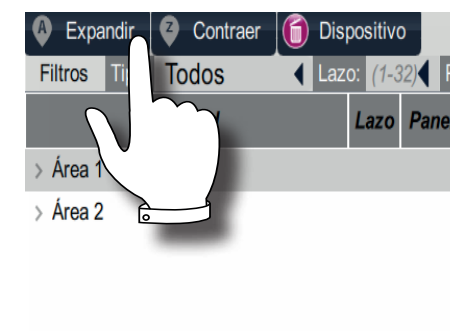 A Expandir Z Contraer Dispositivo
Filtros Todos Lazo: (1-32)
Lazo Pane
> Área 1
> Área 2